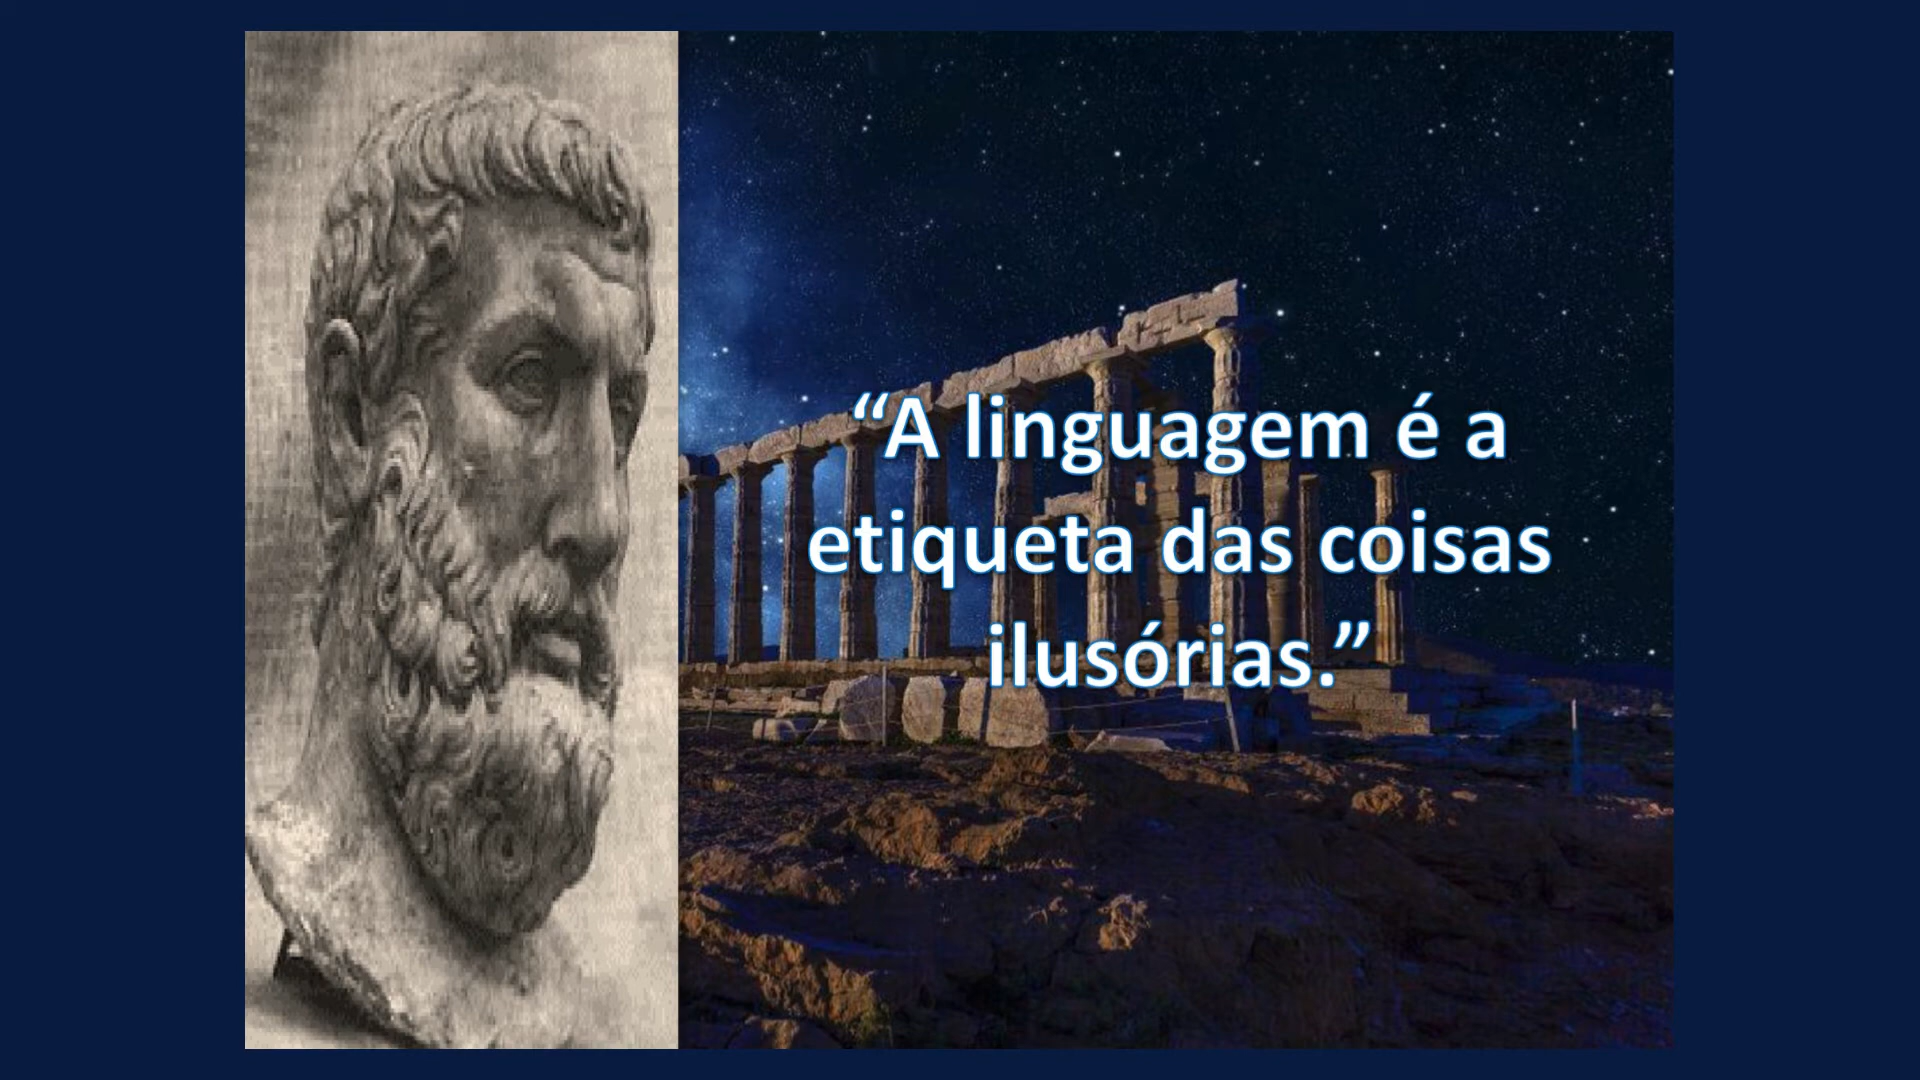 “A linguagem é a
etiqueta das coisas
ilusórias.”